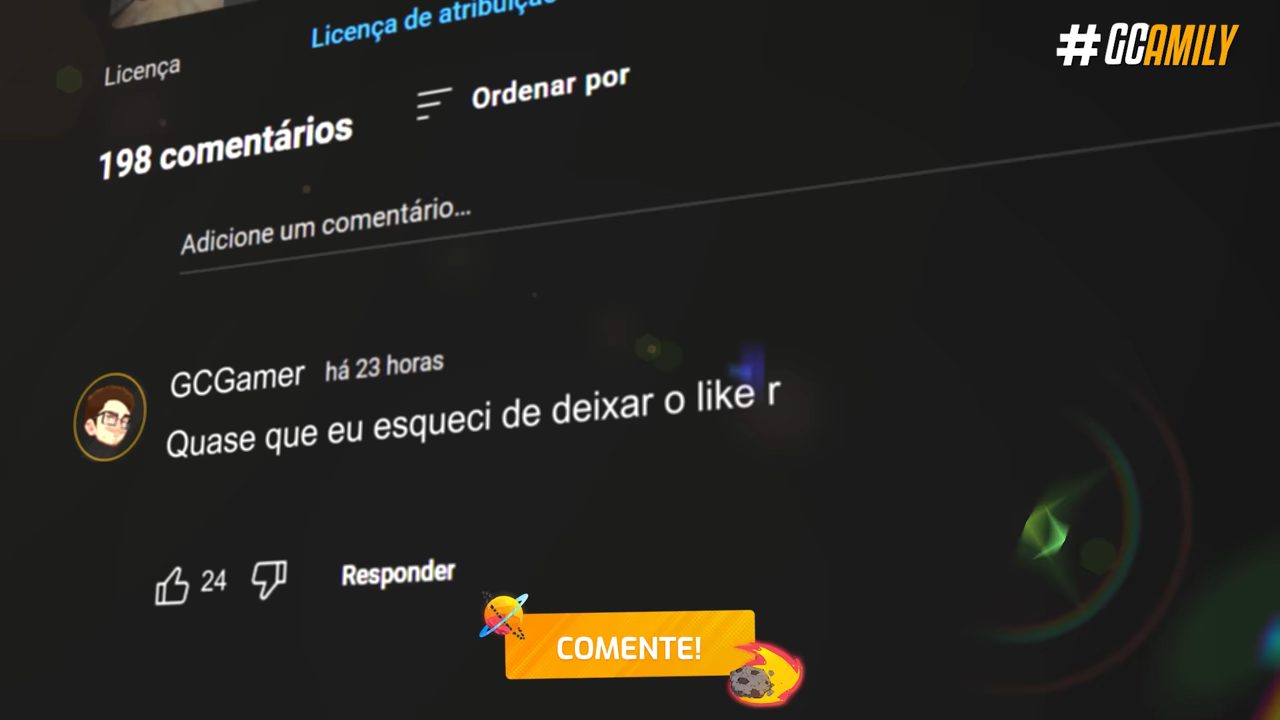 Licença de atribuição
#GCAMILY
Licença
Ordenar por
198 comentários
Adicione um comentário...
GCGamer há 23 horas
Quase que eu esqueci de deixar o like r
24
Responder
COMENTE!